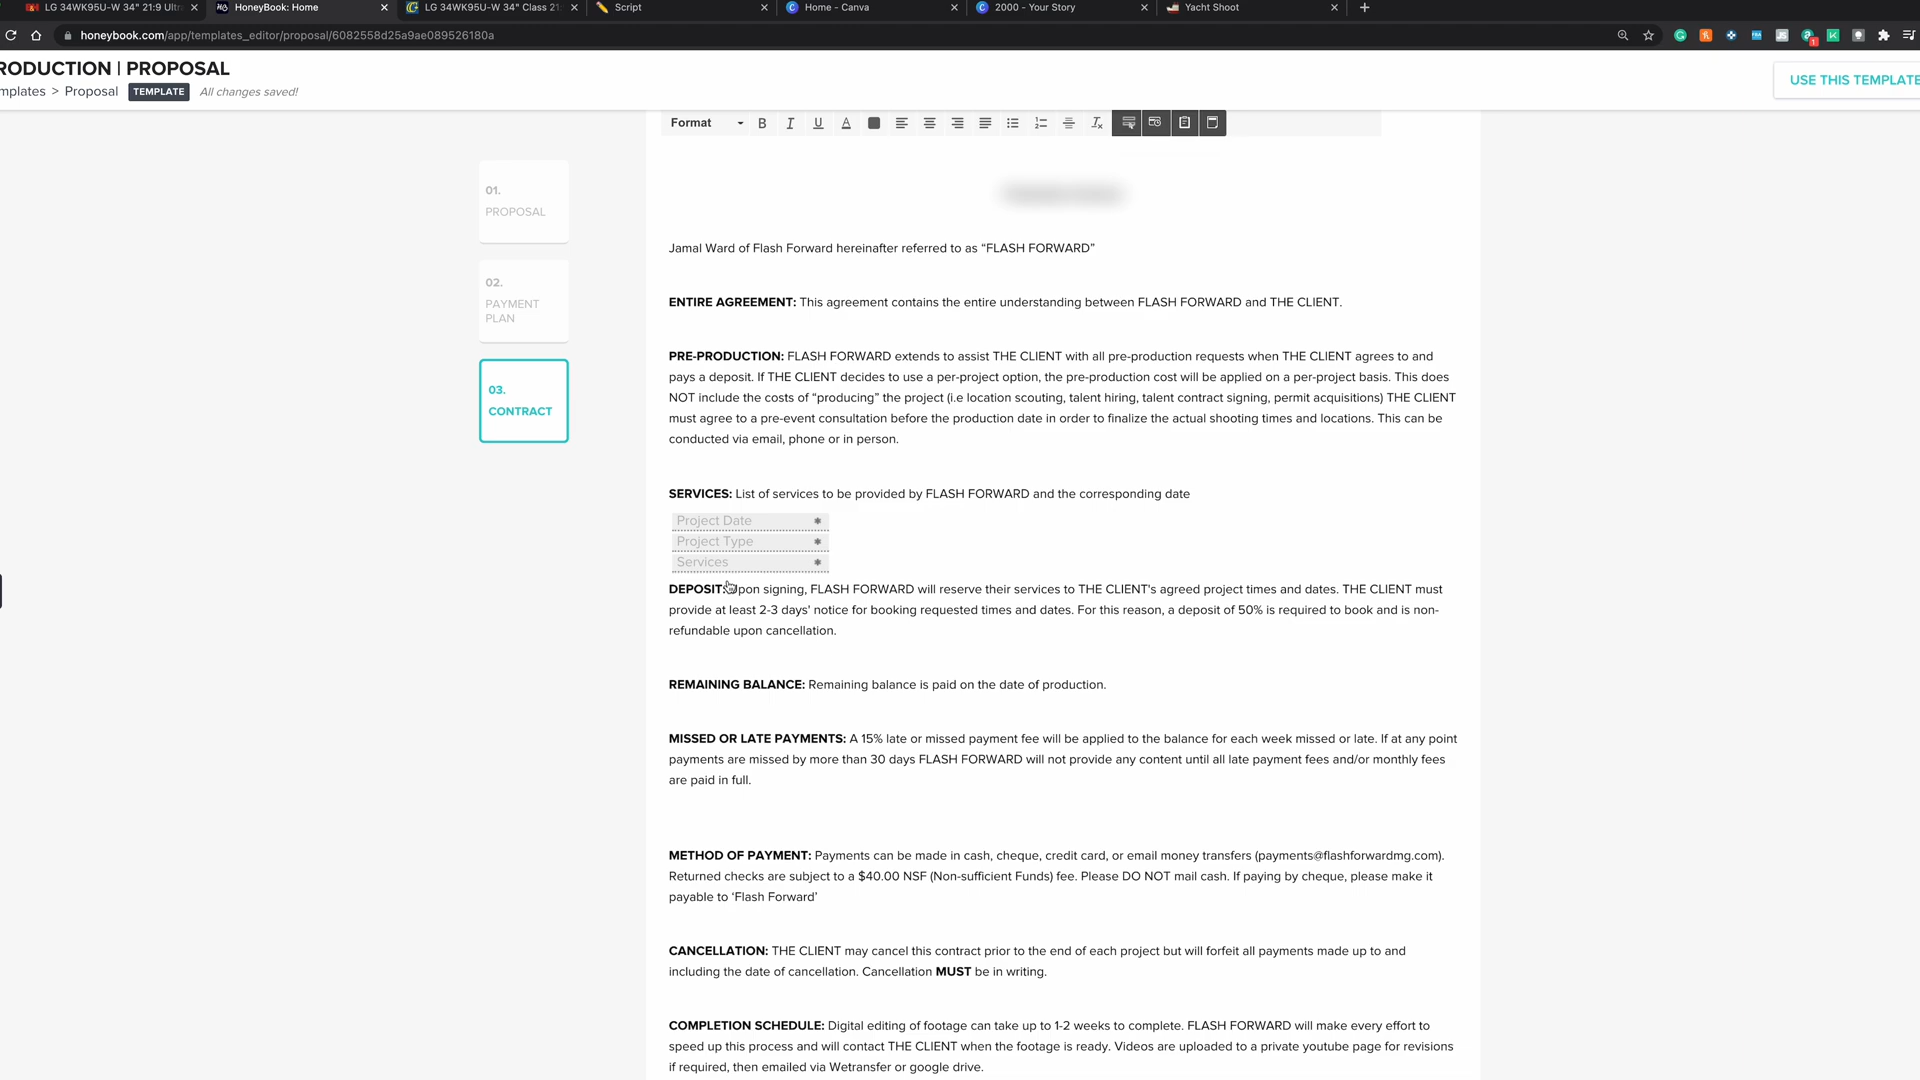 LG 34WK95U-W 34" 21:9 Ultr
HoneyBook: Home
LG 34WK95U-W 34" Class 21:
Script
Home - Canva
2000 - Your Story
Yacht Shoot
honeybook.com/app/templates_editor/proposal/6082558d25a9ae089526180a
RODUCTION | PROPOSAL
mplates > Proposal TEMPLATE All changes saved!
USE THIS TEMPLATE
Format
01.
PROPOSAL
02.
PAYMENT
PLAN
03.
CONTRACT
Jamal Ward of Flash Forward hereinafter referred to as “FLASH FORWARD”
ENTIRE AGREEMENT: This agreement contains the entire understanding between FLASH FORWARD and THE CLIENT.
PRE-PRODUCTION: FLASH FORWARD extends to assist THE CLIENT with all pre-production requests when THE CLIENT agrees to and
pays a deposit. If THE CLIENT decides to use a per-project option, the pre-production cost will be applied on a per-project basis. This does
NOT include the costs of “producing” the project (i.e location scouting, talent hiring, talent contract signing, permit acquisitions) THE CLIENT
must agree to a pre-event consultation before the production date in order to finalize the actual shooting times and locations. This can be
conducted via email, phone or in person.
SERVICES: List of services to be provided by FLASH FORWARD and the corresponding date
Project Date *
Project Type *
Services *
DEPOSIT: Upon signing, FLASH FORWARD will reserve their services to THE CLIENT's agreed project times and dates. THE CLIENT must
provide at least 2-3 days' notice for booking requested times and dates. For this reason, a deposit of 50% is required to book and is non-
refundable upon cancellation.
REMAINING BALANCE: Remaining balance is paid on the date of production.
MISSED OR LATE PAYMENTS: A 15% late or missed payment fee will be applied to the balance for each week missed or late. If at any point
payments are missed by more than 30 days FLASH FORWARD will not provide any content until all late payment fees and/or monthly fees
are paid in full.
METHOD OF PAYMENT: Payments can be made in cash, cheque, credit card, or email money transfers (payments@flashforwardmg.com).
Returned checks are subject to a $40.00 NSF (Non-sufficient Funds) fee. Please DO NOT mail cash. If paying by cheque, please make it
payable to ‘Flash Forward’
CANCELLATION: THE CLIENT may cancel this contract prior to the end of each project but will forfeit all payments made up to and
including the date of cancellation. Cancellation MUST be in writing.
COMPLETION SCHEDULE: Digital editing of footage can take up to 1-2 weeks to complete. FLASH FORWARD will make every effort to
speed up this process and will contact THE CLIENT when the footage is ready. Videos are uploaded to a private youtube page for revisions
if required, then emailed via Wetransfer or google drive.